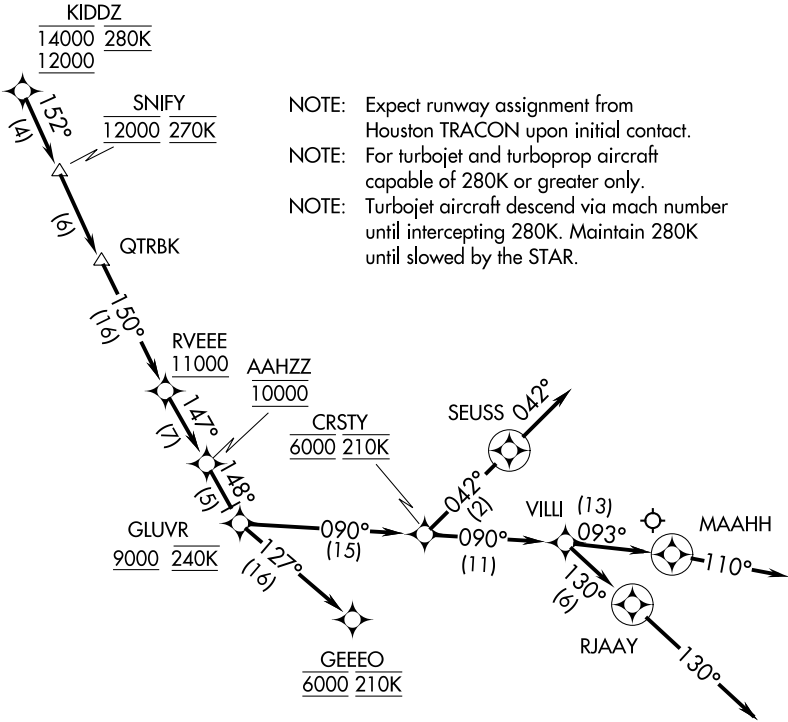 KIDDZ
14000 280K
12000
SNIFY
12000 270K
152°
(4)
NOTE: Expect runway assignment from
Houston TRACON upon initial contact.
NOTE: For turbojet and turboprop aircraft
capable of 280K or greater only.
NOTE: Turbojet aircraft descend via mach number
until intercepting 280K. Maintain 280K
until slowed by the STAR.
(6)
QTRBK
150°
(16)
RVEEE
11000
AAHZZ
10000
147°
(7)
CRSTY
6000 210K
SEUSS
042°
148°
(5)
042°
(2)
GLUVR
9000 240K
090°
(15)
090°
(11)
VILLI
(13)
093°
MAAHH
110°
127°
(16)
130°
(6)
RJAAY
130°
GEEEO
6000 210K